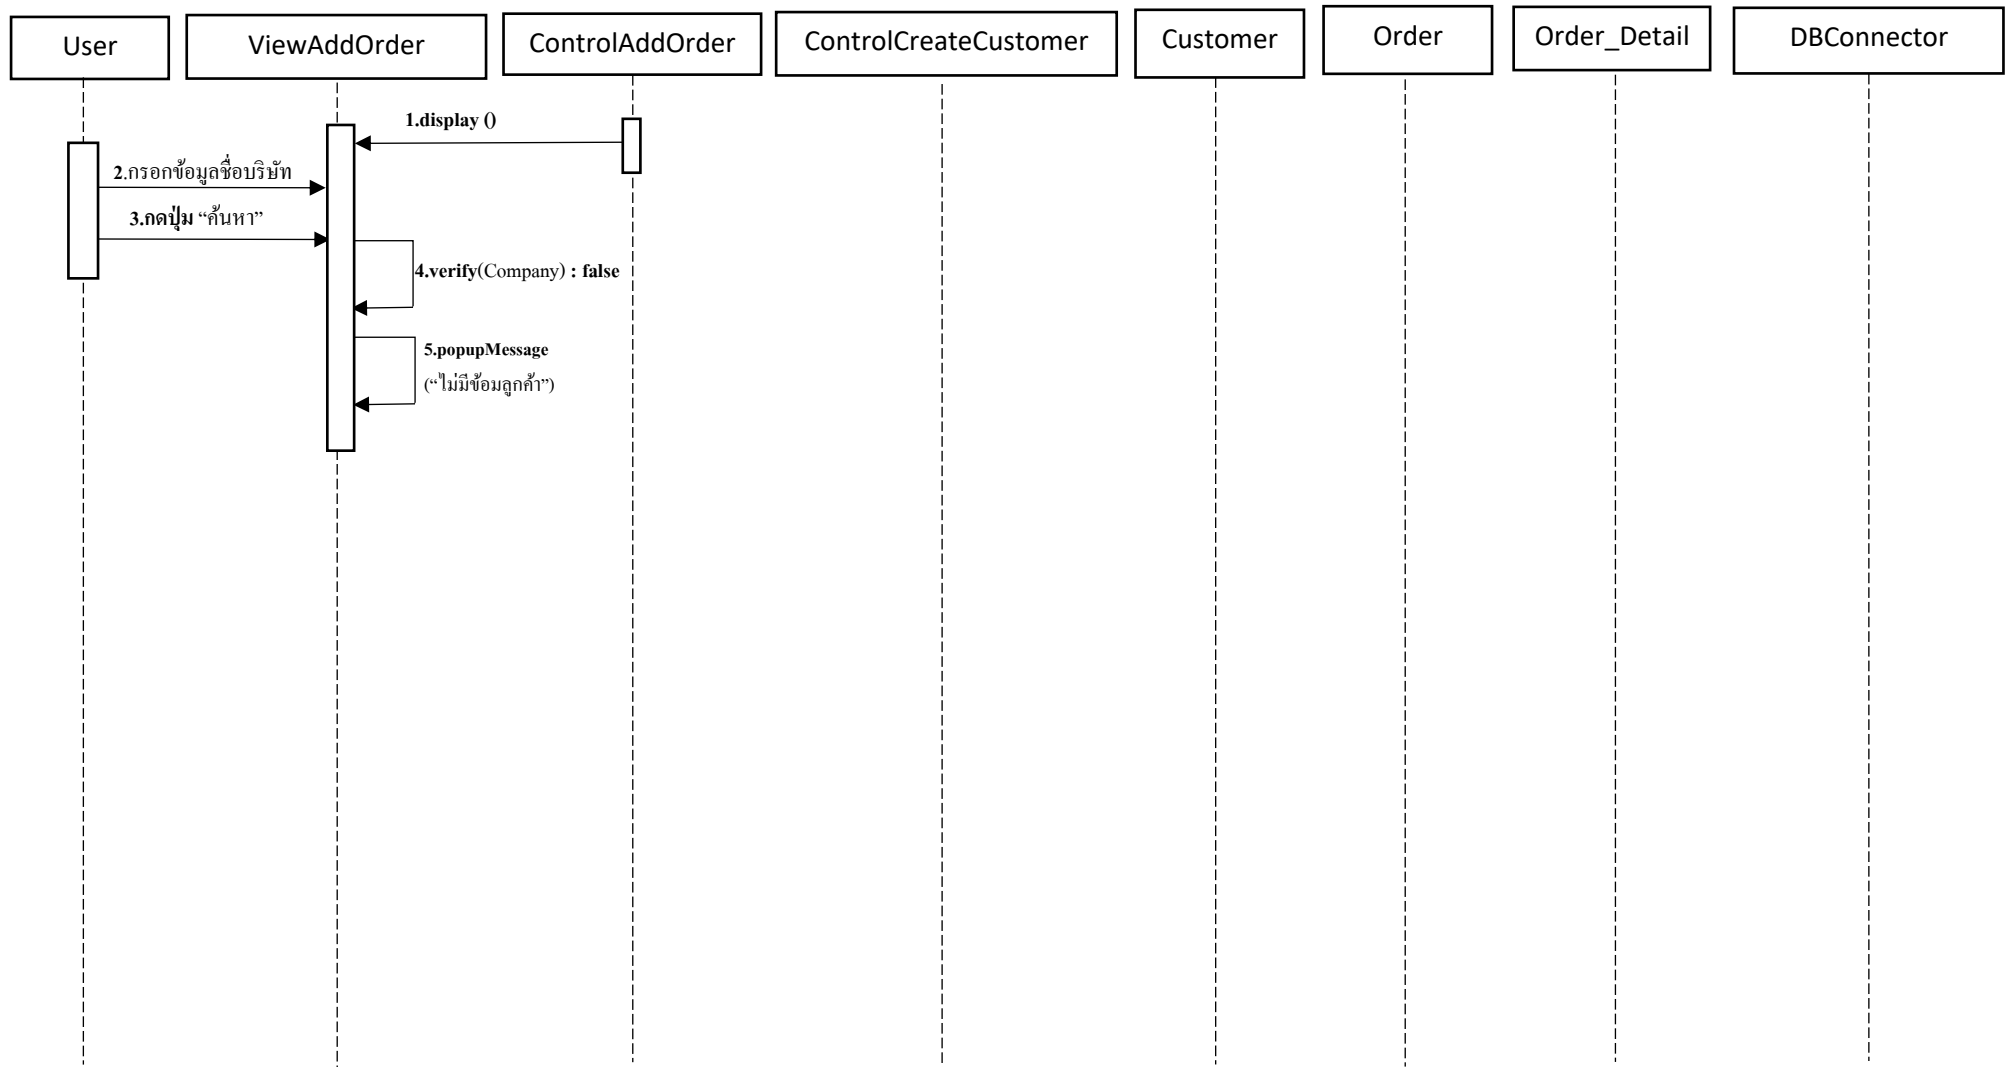 User
ViewAddOrder
ControlAddOrder
ControlCreateCustomer
Customer
Order
Order_Detail
DBConnector
1.display ()
2.กรอกข้อมูลชื่อบริษัท
3.กดปุ่ม “ค้นหา”
4.verify(Company) : false
5.popupMessage
(“ไม่มีข้อมลูกค้า”)